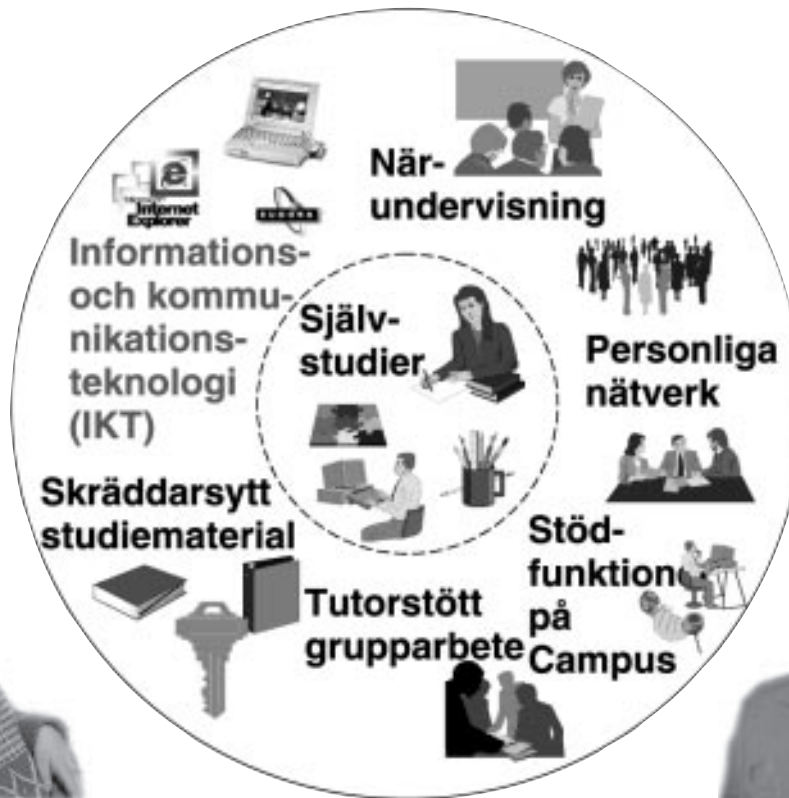 När-
undervisning
Internet
Explorer
Informations-
och kommu-
nikations-
teknologi
(IKT)
Själv-
studier
Personliga
nätverk
Skräddarsytt
studiematerial
Stöd-
funktion
på
Campus
Tutorstött
grupparbete